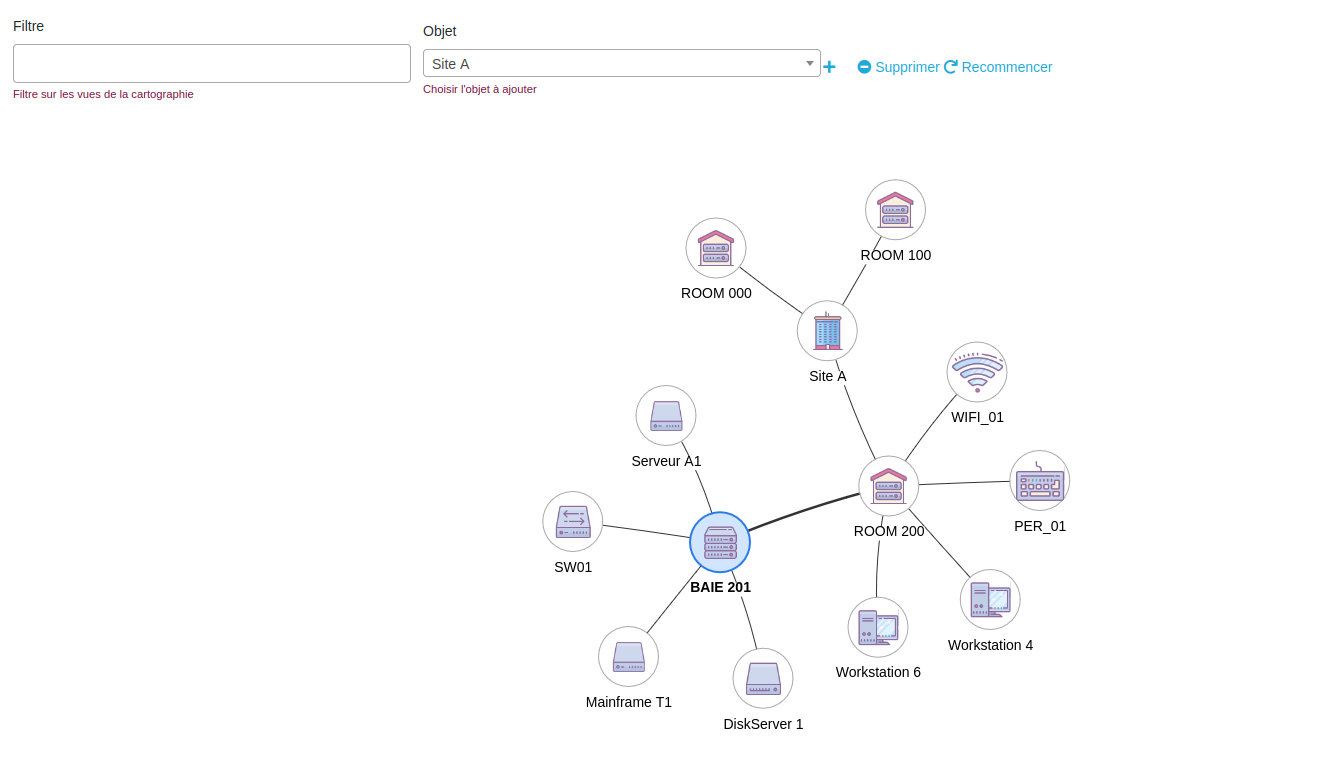 Filtre
Objet
Site A
Supprimer
Recommencer
Filtre sur les vues de la cartographie
Choisir l'objet à ajouter
ROOM 100
ROOM 000
Site A
WIFI_01
Serveur A1
PER_01
ROOM 200
SW01
BAIE 201
Workstation 4
Workstation 6
Mainframe T1
DiskServer 1